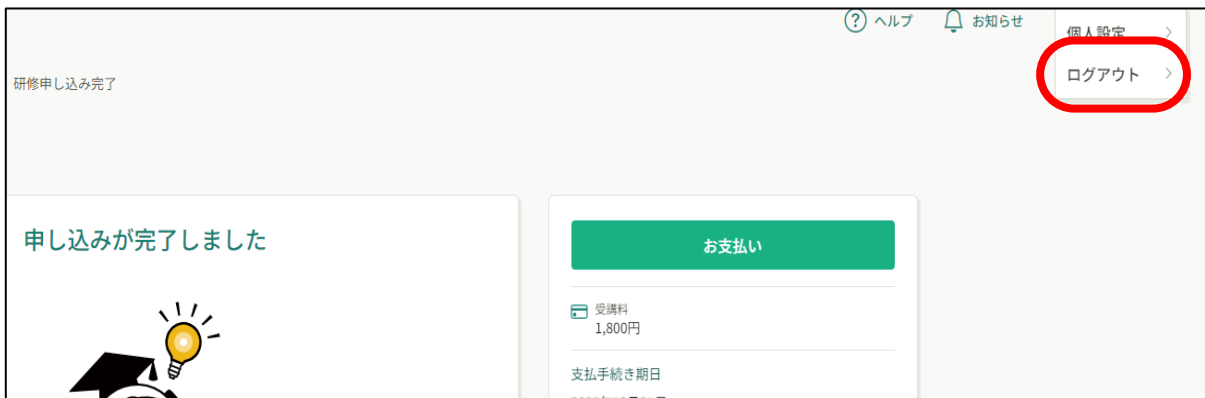 ヘルプ
お知らせ
個人設定
ログアウト
研修申し込み完了
申し込みが完了しました
お支払い
受講料
1,800円
支払手続き期日